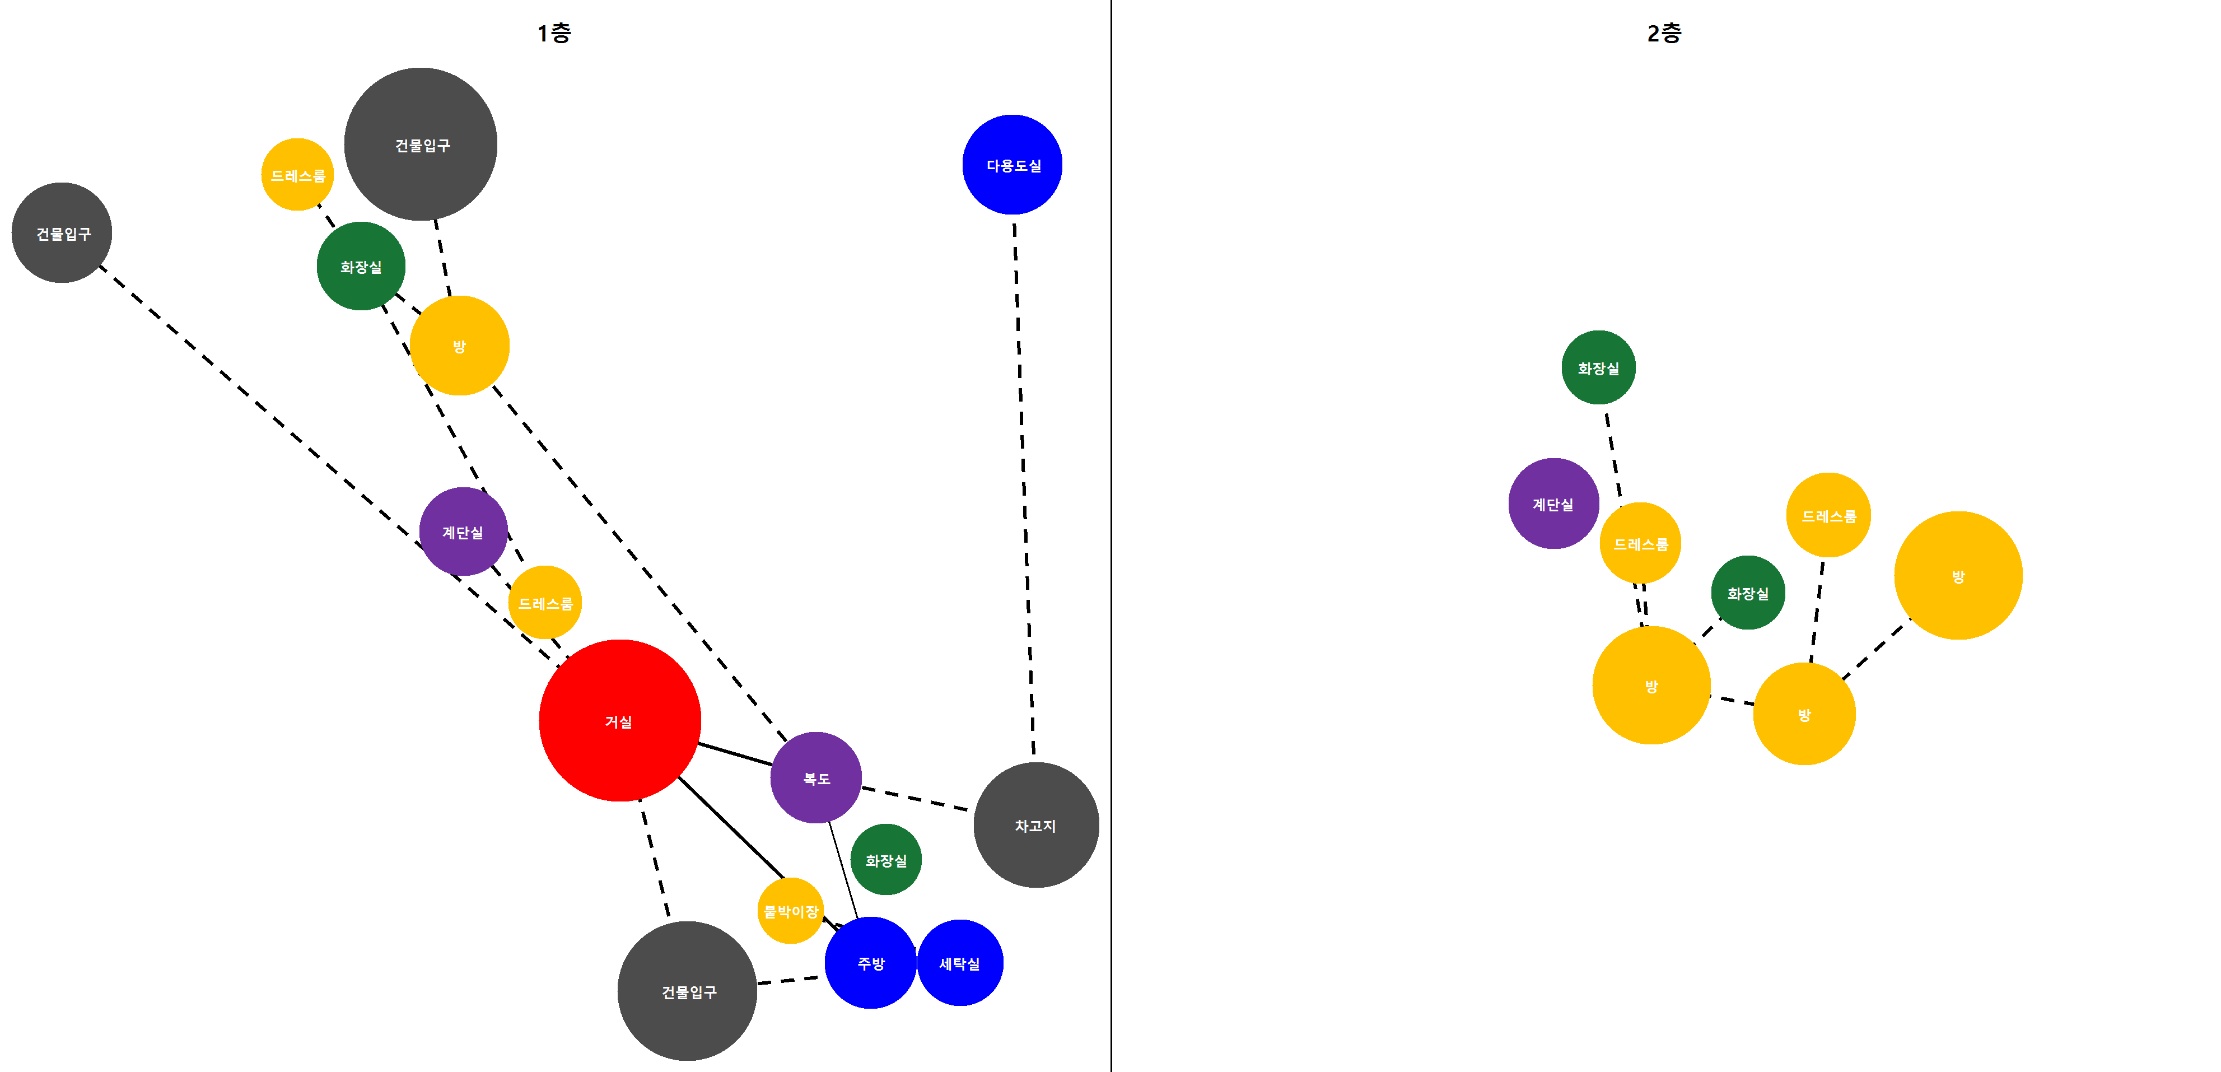 1층
건물입구
드레스룸
건물입구
화장실
방
다용도실
계단실
드레스룸
거실
복도
차고지
화장실
붙박이장
주방
세탁실
건물입구
2층
화장실
계단실
드레스룸
드레스룸
화장실
방
방
방